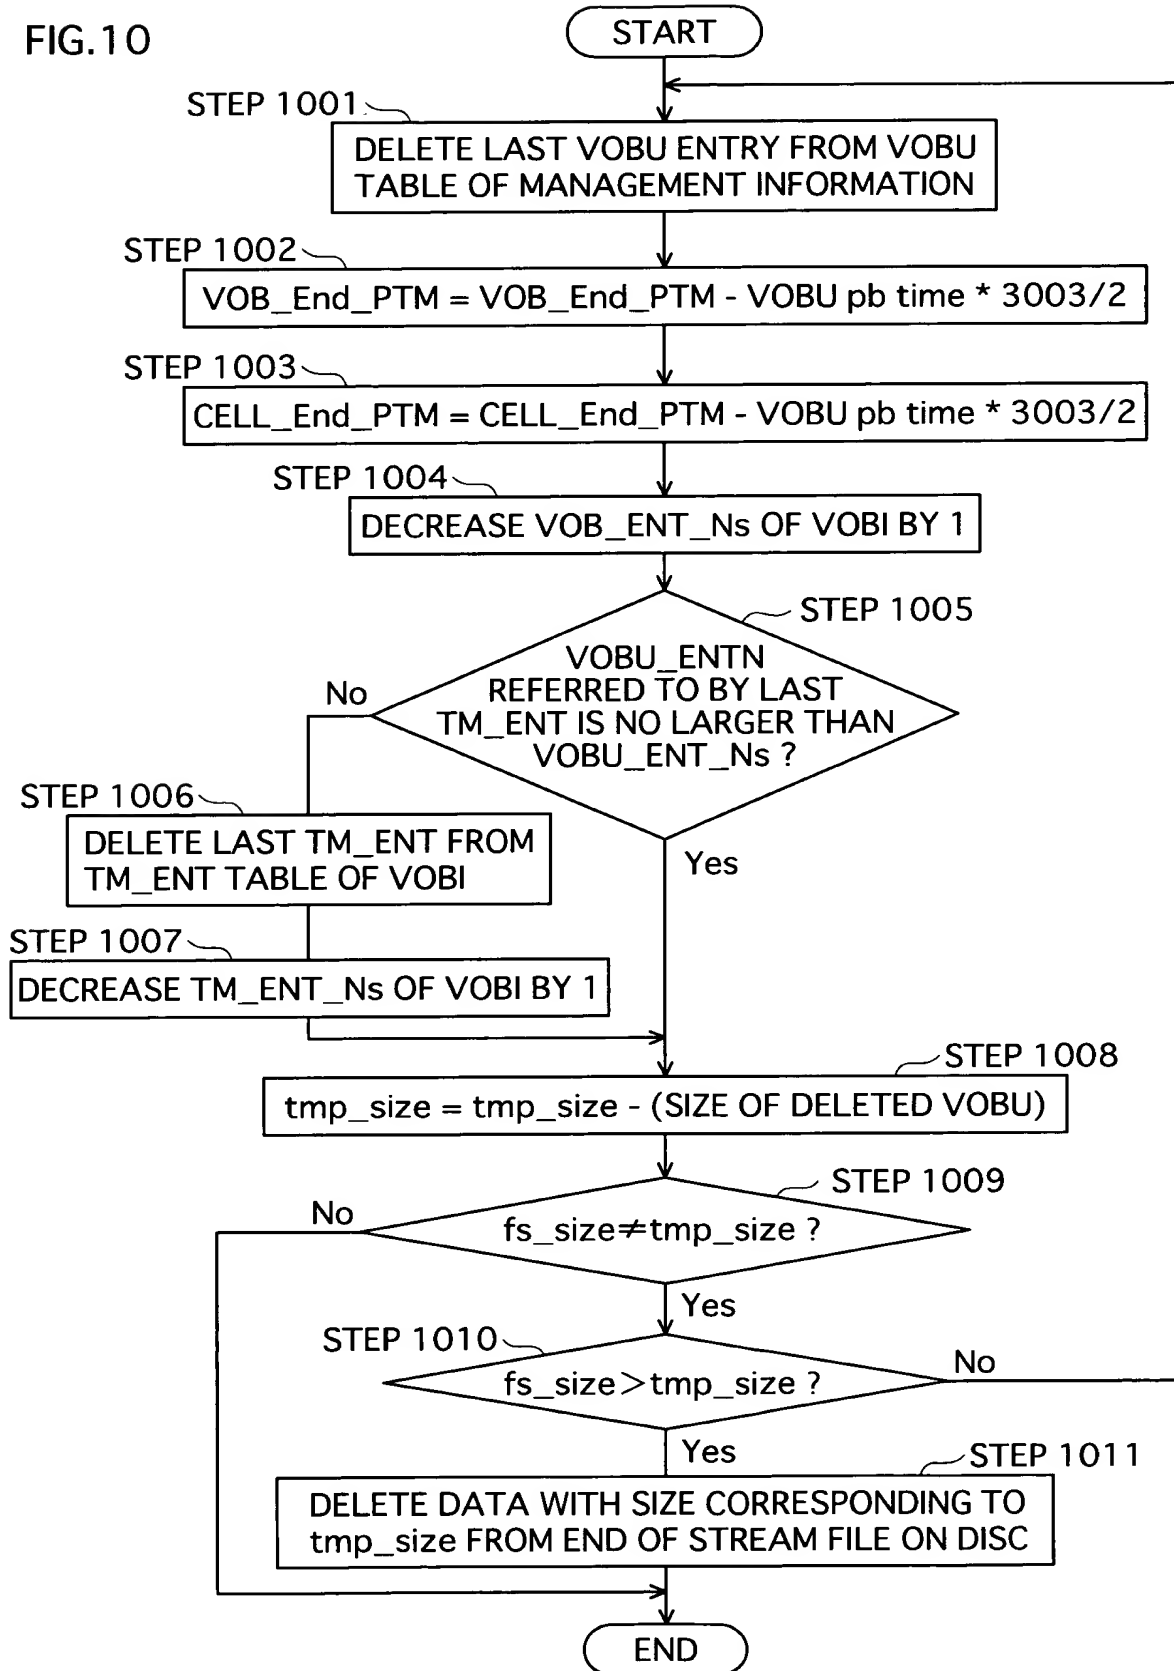 FIG.10
START
STEP 1001
DELETE LAST VOBU ENTRY FROM VOBU
TABLE OF MANAGEMENT INFORMATION
STEP 1002
VOB_End_PTM = VOB_End_PTM - VOBU pb time * 3003/2
STEP 1003
CELL_End_PTM = CELL_End_PTM - VOBU pb time * 3003/2
STEP 1004
DECREASE VOB_ENT_Ns OF VOBI BY 1
STEP 1005
VOBU_ENTN
REFERRED TO BY LAST
TM_ENT IS NO LARGER THAN
VOBU_ENT_Ns ?
No
Yes
STEP 1006
DELETE LAST TM_ENT FROM
TM_ENT TABLE OF VOBI
STEP 1007
DECREASE TM_ENT_Ns OF VOBI BY 1
STEP 1008
tmp_size = tmp_size - (SIZE OF DELETED VOBU)
STEP 1009
No
fs_size≠tmp_size ?
Yes
STEP 1010
fs_size>tmp_size ?
No
Yes
STEP 1011
DELETE DATA WITH SIZE CORRESPONDING TO
tmp_size FROM END OF STREAM FILE ON DISC
END